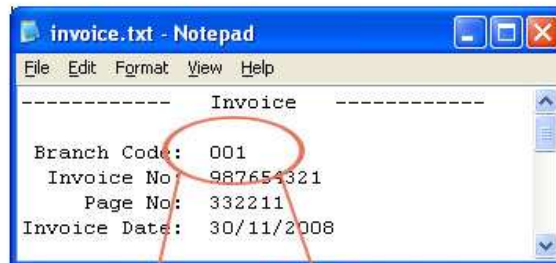 invoice.txt - Notepad
File Edit Format View Help
------------ Invoice ------------
Branch Code: 001
Invoice No: 987654321
Page No: 332211
Invoice Date: 30/11/2008